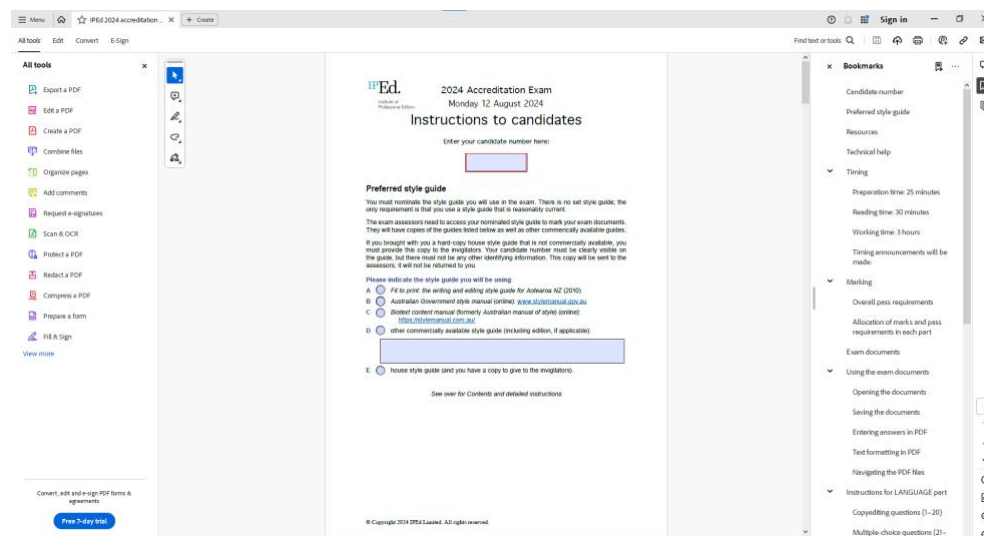 Menu
IPEd 2024 accreditation ...
Create
Sign in
All tools
Edit
Convert
E-Sign
Find text or tools
All tools
Export a PDF
Edit a PDF
Create a PDF
Combine files
Organize pages
Add comments
Request e-signatures
Scan & OCR
Protect a PDF
Redact a PDF
Compress a PDF
Prepare a form
Fill & Sign
View more
Convert, edit and e-sign PDF forms &
agreements
Free 7-day trial
IPEd.
Institute of
Professional Editors
2024 Accreditation Exam
Monday 12 August 2024
Instructions to candidates
Enter your candidate number here:
Preferred style guide
You must nominate the style guide you will use in the exam. There is no set style guide; the
only requirement is that you use a style guide that is reasonably current.
The exam assessors need to access your nominated style guide to mark your exam documents.
They will have copies of the guides listed below as well as other commercially available guides.
If you brought with you a hard-copy house style guide that is not commercially available, you
must provide this copy to the invigilators. Your candidate number must be clearly visible on
the guide, but there must not be any other identifying information. This copy will be sent to the
assessors; it will not be returned to you.
Please indicate the style guide you will be using:
A Fit to print: the writing and editing style guide for Aotearoa NZ (2010)
B Australian Government style manual (online): www.stylemanual.gov.au
C Biotext content manual (formerly Australian manual of style) (online):
https://stylemanual.com.au/
D other commercially available style guide (including edition, if applicable):
E house style guide (and you have a copy to give to the invigilators).
See over for Contents and detailed instructions
© Copyright 2024 IPEd Limited. All rights reserved.
Bookmarks
Candidate number
Preferred style guide
Resources
Technical help
Timing
Preparation time: 25 minutes
Reading time: 30 minutes
Working time: 3 hours
Timing announcements will be
made:
Marking
Overall pass requirements
Allocation of marks and pass
requirements in each part
Exam documents
Using the exam documents
Opening the documents
Saving the documents
Entering answers in PDF
Text formatting in PDF
Navigating the PDF files
Instructions for LANGUAGE part
Copyediting questions (1–20)
Multiple-choice questions (21–